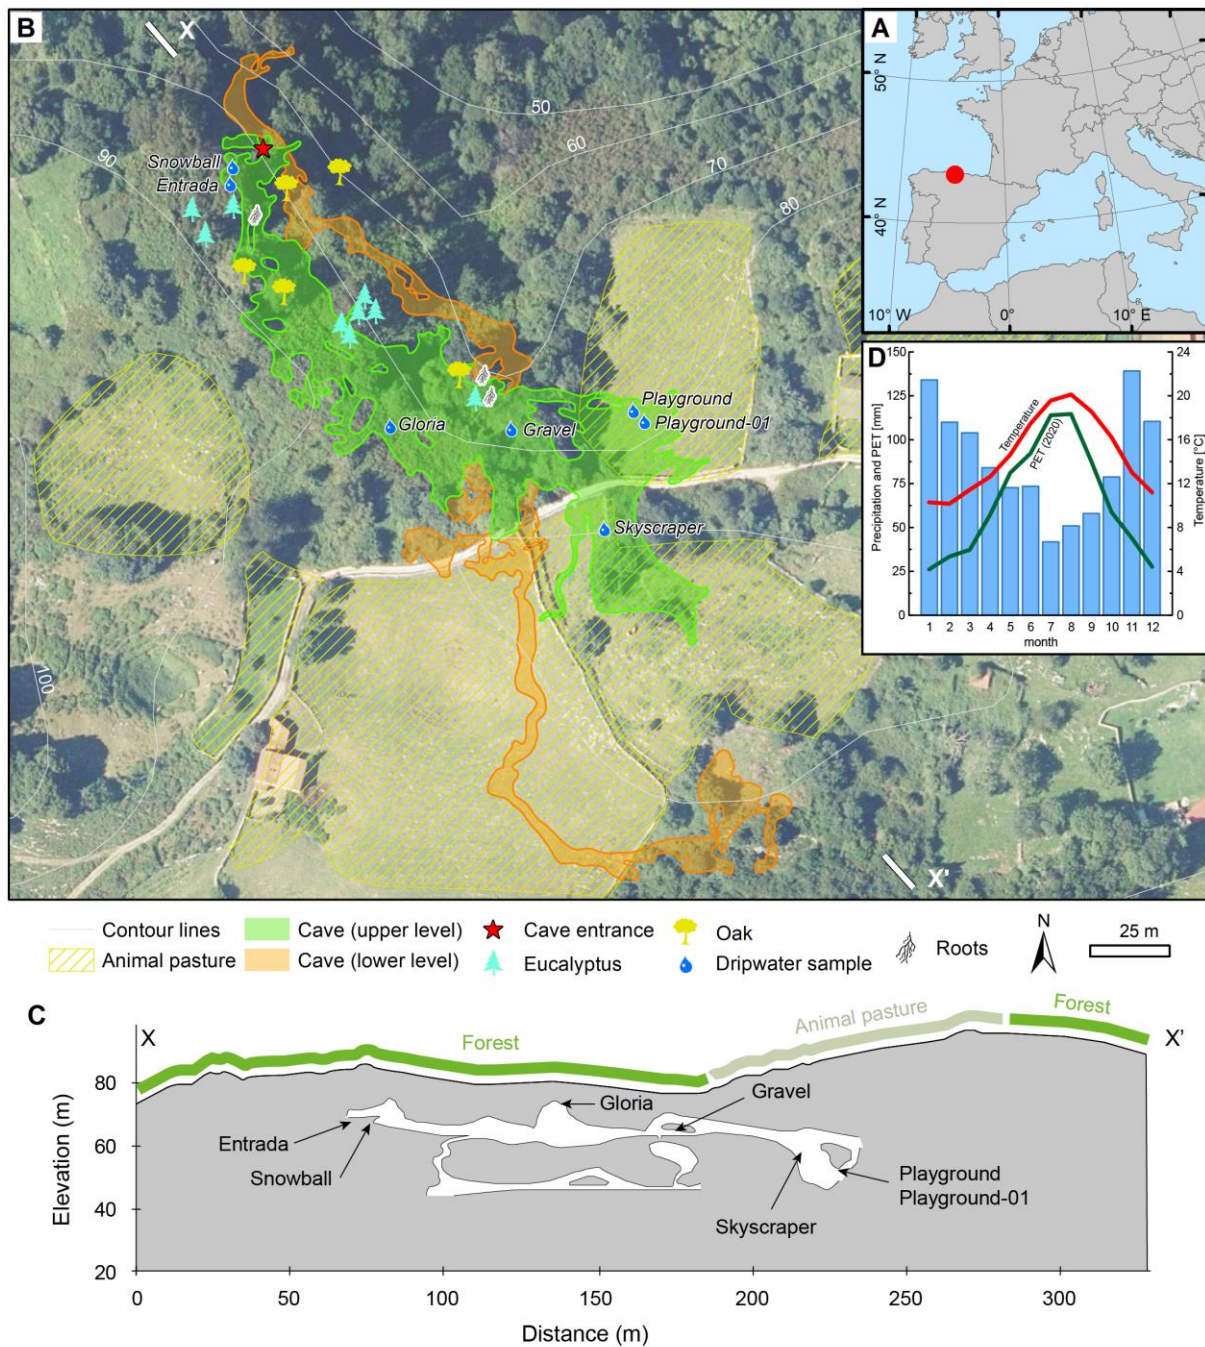 B
X
50
60
70
80
90
100
Snowball
Entrada
Gloria
Gravel
Playground
Playground-01
Skyscraper
X'
A
50° N
40° N
10° W
0°
10° E
D
150
125
100
75
50
25
0
Precipitation and PET [mm]
24
20
16
12
8
4
0
Temperature [°C]
Temperature
PET (2020)
1 2 3 4 5 6 7 8 9 10 11 12
month
Contour lines
Cave (upper level)
Cave entrance
Oak
Roots
N
25 m
Animal pasture
Cave (lower level)
Eucalyptus
Dripwater sample
C
X
Forest
Animal pasture
Forest
X'
80
60
40
20
Elevation (m)
Entrada
Snowball
Gloria
Gravel
Skyscraper
Playground
Playground-01
0 50 100 150 200 250 300
Distance (m)